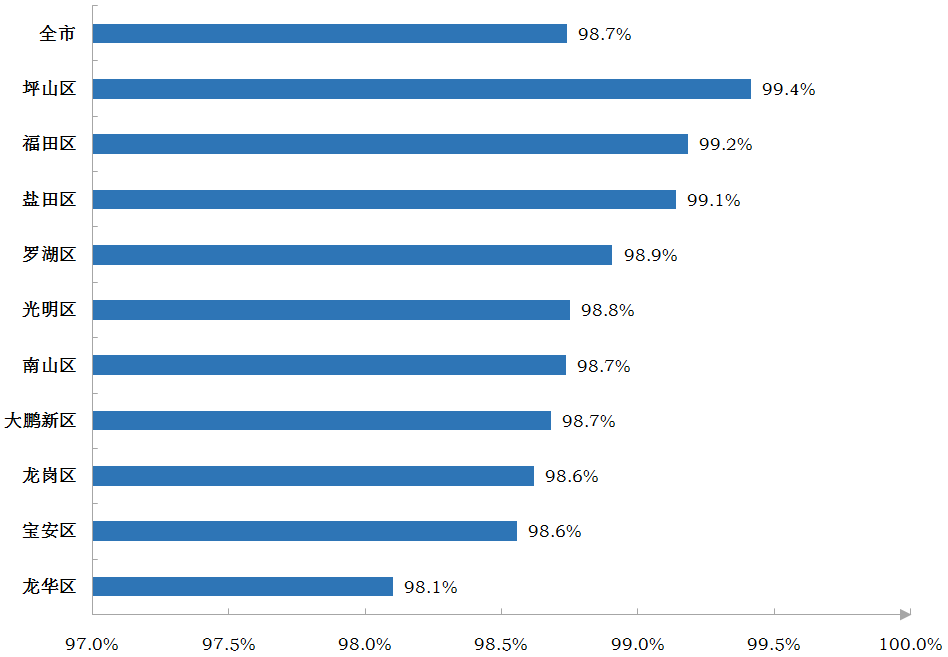 全市 98.7%
坪山区 99.4%
福田区 99.2%
盐田区 99.1%
罗湖区 98.9%
光明区 98.8%
南山区 98.7%
大鹏新区 98.7%
龙岗区 98.6%
宝安区 98.6%
龙华区 98.1%
97.0% 97.5% 98.0% 98.5% 99.0% 99.5% 100.0%